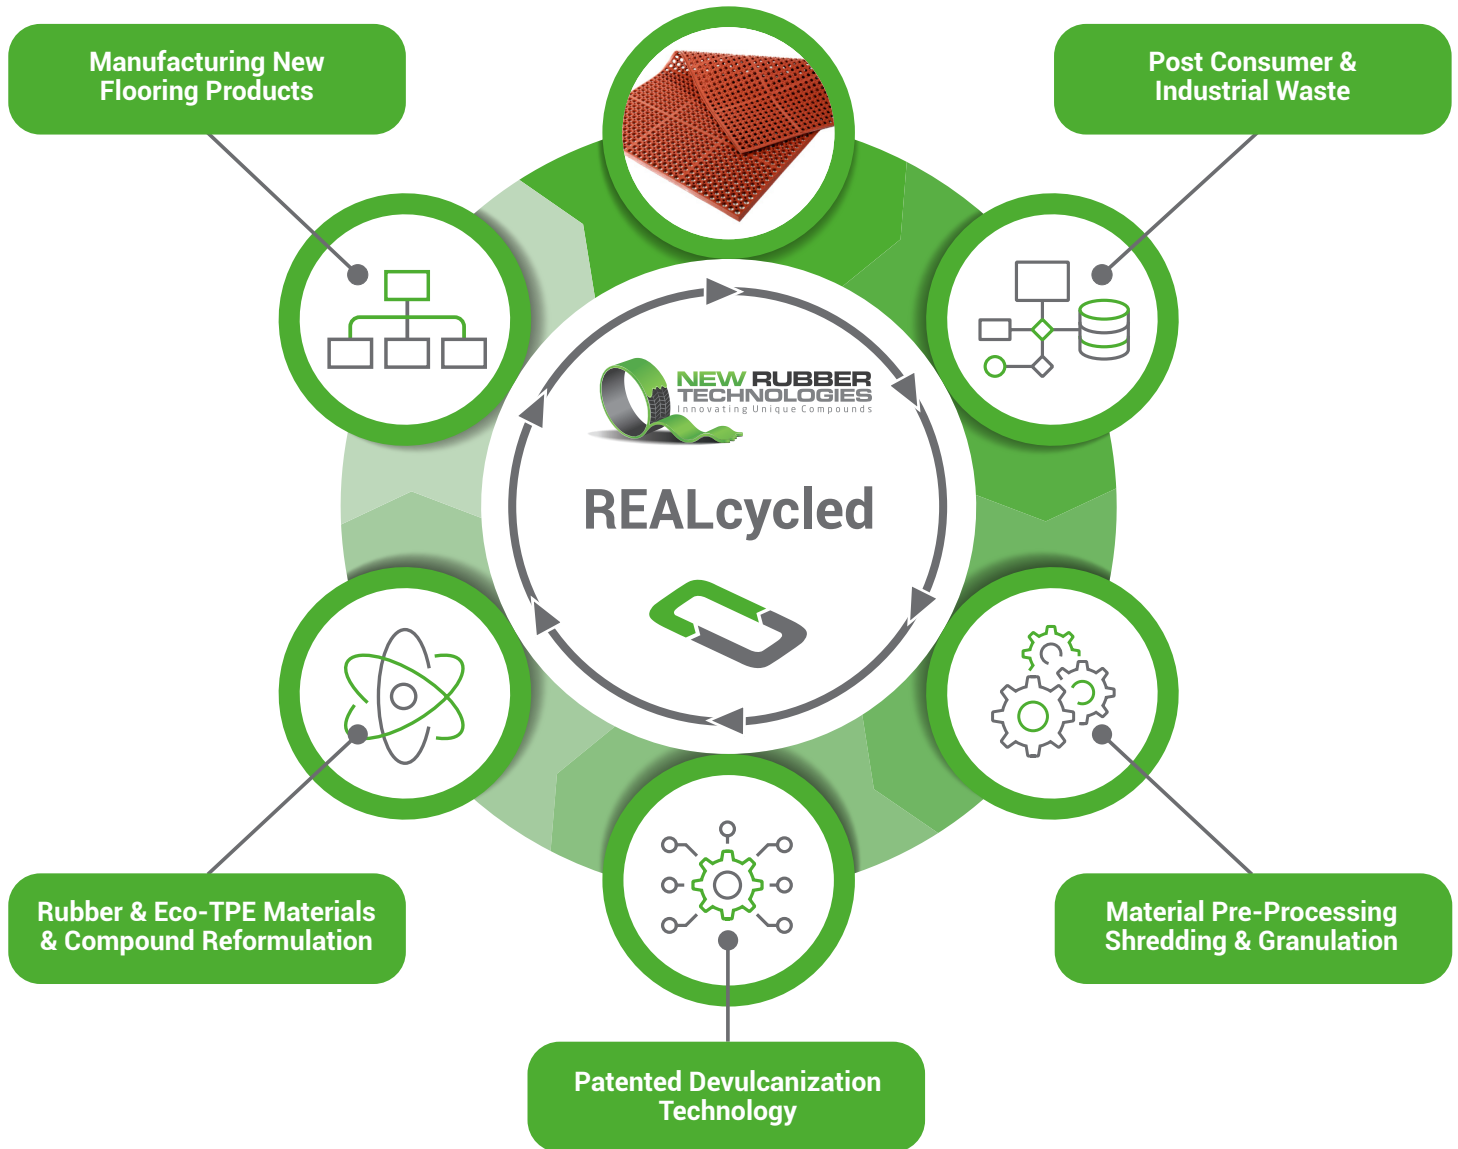 Manufacturing New
Flooring Products
Post Consumer &
Industrial Waste
NEW RUBBER
TECHNOLOGIES
Innovating Unique Compounds
REALcycled
Rubber & Eco-TPE Materials
& Compound Reformulation
Material Pre-Processing
Shredding & Granulation
Patented Devulcanization
Technology